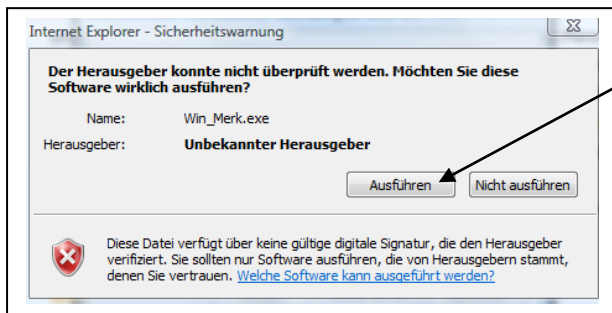 Internet Explorer - Sicherheitswarnung
Der Herausgeber konnte nicht überprüft werden. Möchten Sie diese
Software wirklich ausführen?
Name: Win_Merk.exe
Herausgeber: Unbekannter Herausgeber
Ausführen Nicht ausführen
Diese Datei verfügt über keine gültige digitale Signatur, die den Herausgeber
verifiziert. Sie sollten nur Software ausführen, die von Herausgebern stammt,
denen Sie vertrauen. Welche Software kann ausgeführt werden?